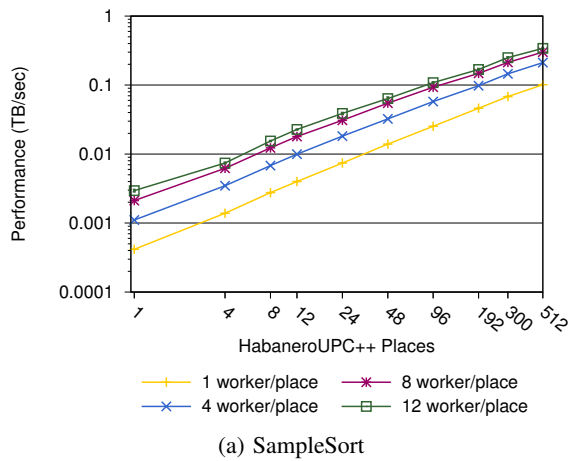 1
0.1
0.01
0.001
0.0001
Performance (TB/sec)
1 4 8 12 24 48 96 192 300 512
HabaneroUPC++ Places
1 worker/place 8 worker/place
4 worker/place 12 worker/place
(a) SampleSort